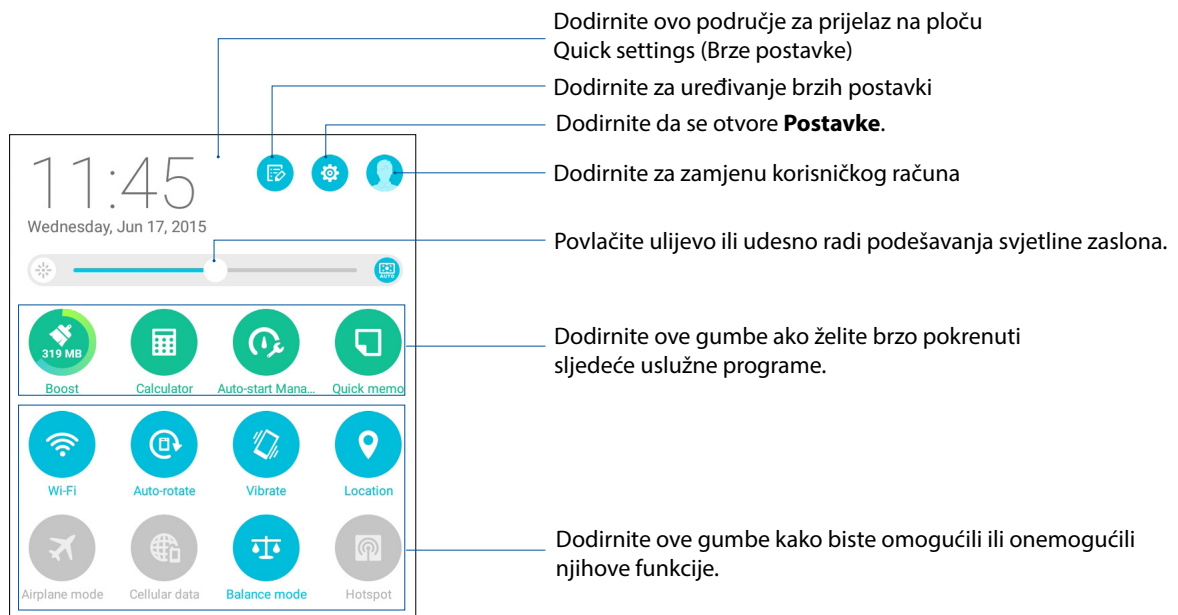 Dodirnite ovo područje za prijelaz na ploču
Quick settings (Brze postavke)
Dodirnite za uređivanje brzih postavki
Dodirnite da se otvore Postavke.
Dodirnite za zamjenu korisničkog računa
11:45
Wednesday, Jun 17, 2015
Povlačite ulijevo ili udesno radi podešavanja svjetline zaslona.
AUTO
319 MB
Boost Calculator Auto-start Mana... Quick memo
Dodirnite ove gumbe ako želite brzo pokrenuti
sljedeće uslužne programe.
Wi-Fi Auto-rotate Vibrate Location
Airplane mode Cellular data Balance mode Hotspot
Dodirnite ove gumbe kako biste omogućili ili onemogućili
njihove funkcije.